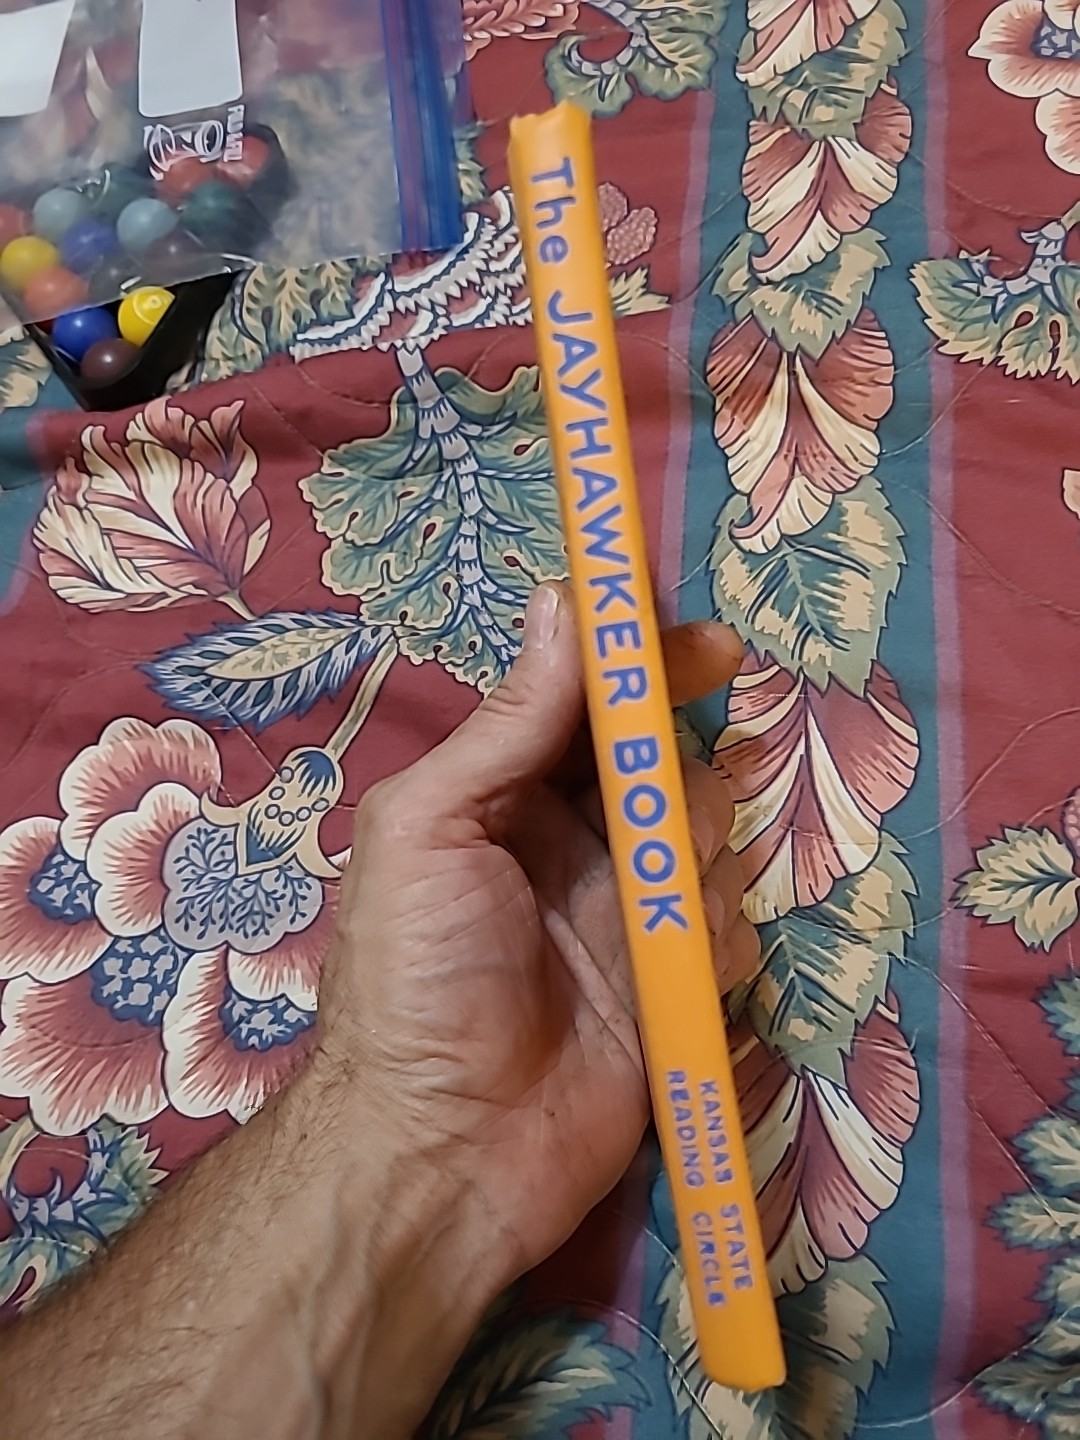 The JAYHAWKER BOOK
KANSAS STATE
READING CIRCLE